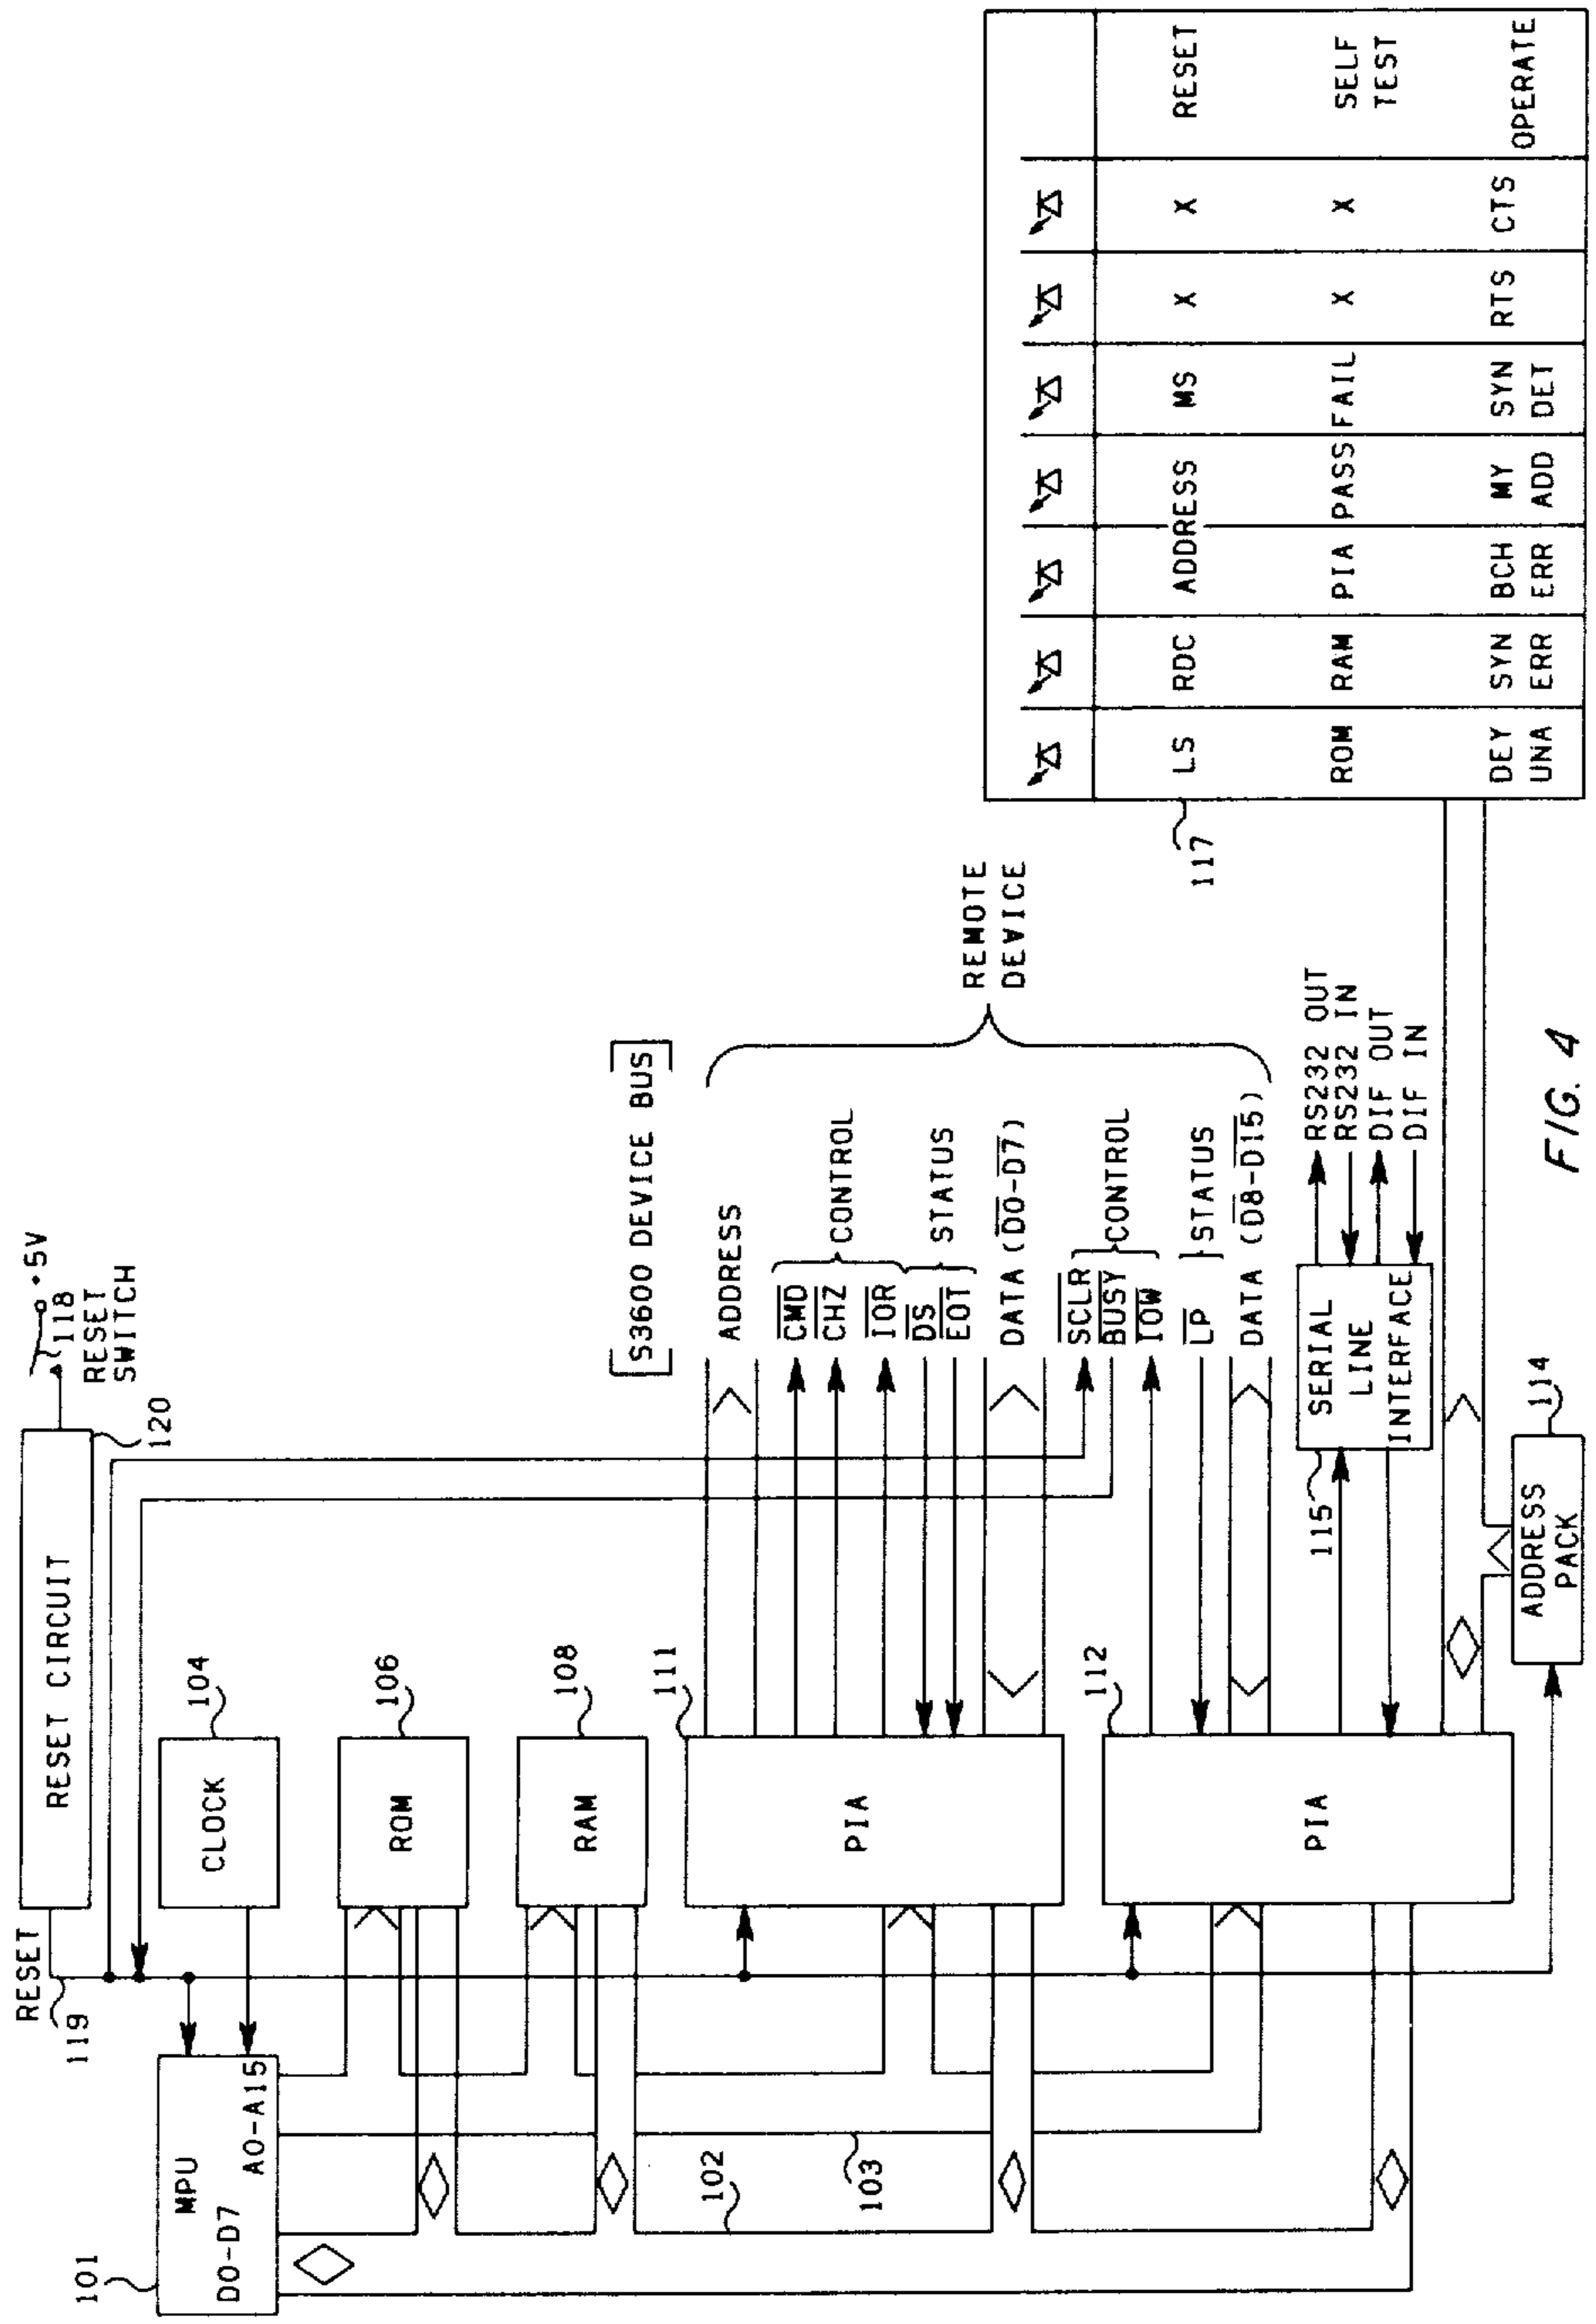 RESET
119
RESET CIRCUIT
120
+5V
118
RESET
SWITCH
101
MPU
D0-D7
A0-A15
CLOCK
104
ROM
106
RAM
108
102
103
PIA
111
PIA
112
[S3600 DEVICE BUS]
ADDRESS
CMD
CHZ
IOR
CONTROL
DS
EOT
STATUS
DATA (D0-D7)
SCLR
BUSY
IOW
CONTROL
LP
STATUS
DATA (D8-D15)
REMOTE
DEVICE
115
SERIAL
LINE
INTERFACE
RS232 OUT
RS232 IN
DIF OUT
DIF IN
ADDRESS
PACK
114
117
LS RDC ADDRESS MS X X RESET
ROM RAM PIA PASS FAIL X X SELF
TEST
DEY SYN BCH MY SYN RTS CTS OPERATE
UNA ERR ERR ADD DET
FIG. 4